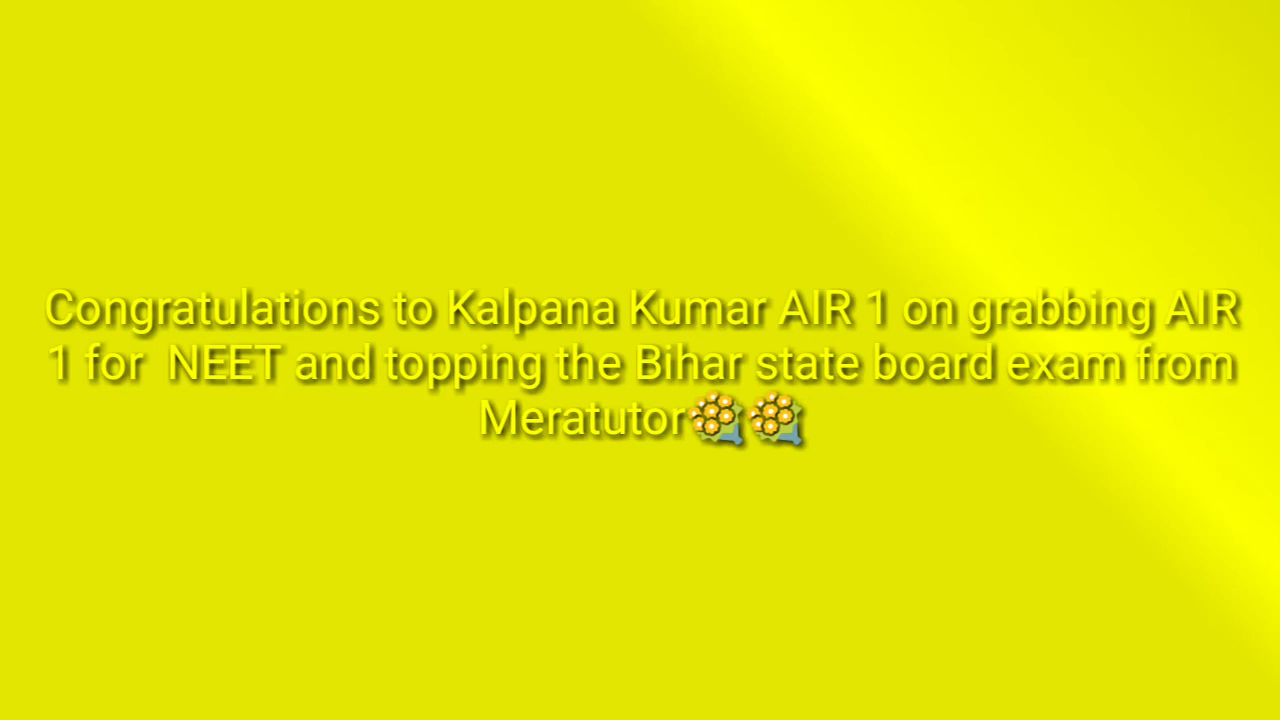 Congratulations to Kalpana Kumar AIR 1 on grabbing AIR
1 for  NEET and topping the Bihar state board exam from
Meratutor💐💐